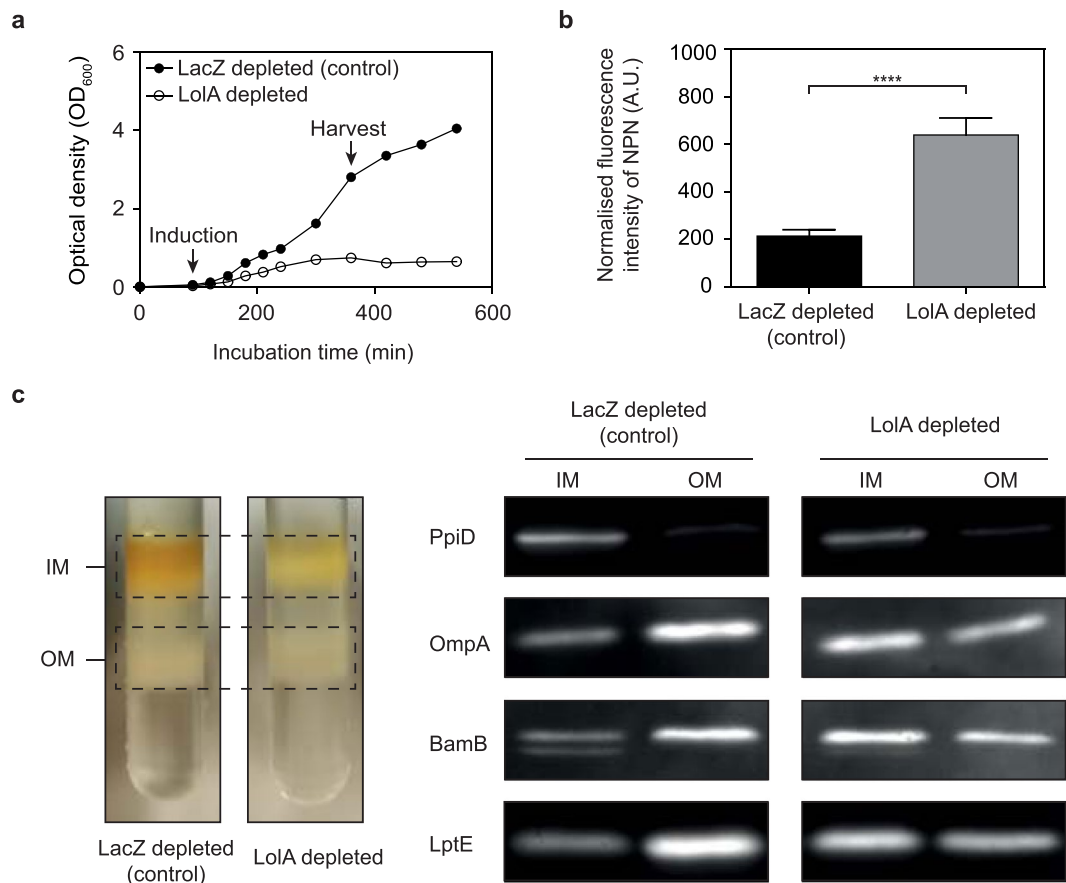 a
Optical density (OD600)
6
4
2
0
LacZ depleted (control)
LolA depleted
Harvest
Induction
0
200
400
600
Incubation time (min)
b
Normalised fluorescence
intensity of NPN (A.U.)
1000
800
600
400
200
0
****
LacZ depleted
(control)
LolA depleted
c
IM
OM
LacZ depleted
(control)
LolA depleted
LacZ depleted
(control)
LolA depleted
IM
OM
IM
OM
PpiD
OmpA
BamB
LptE